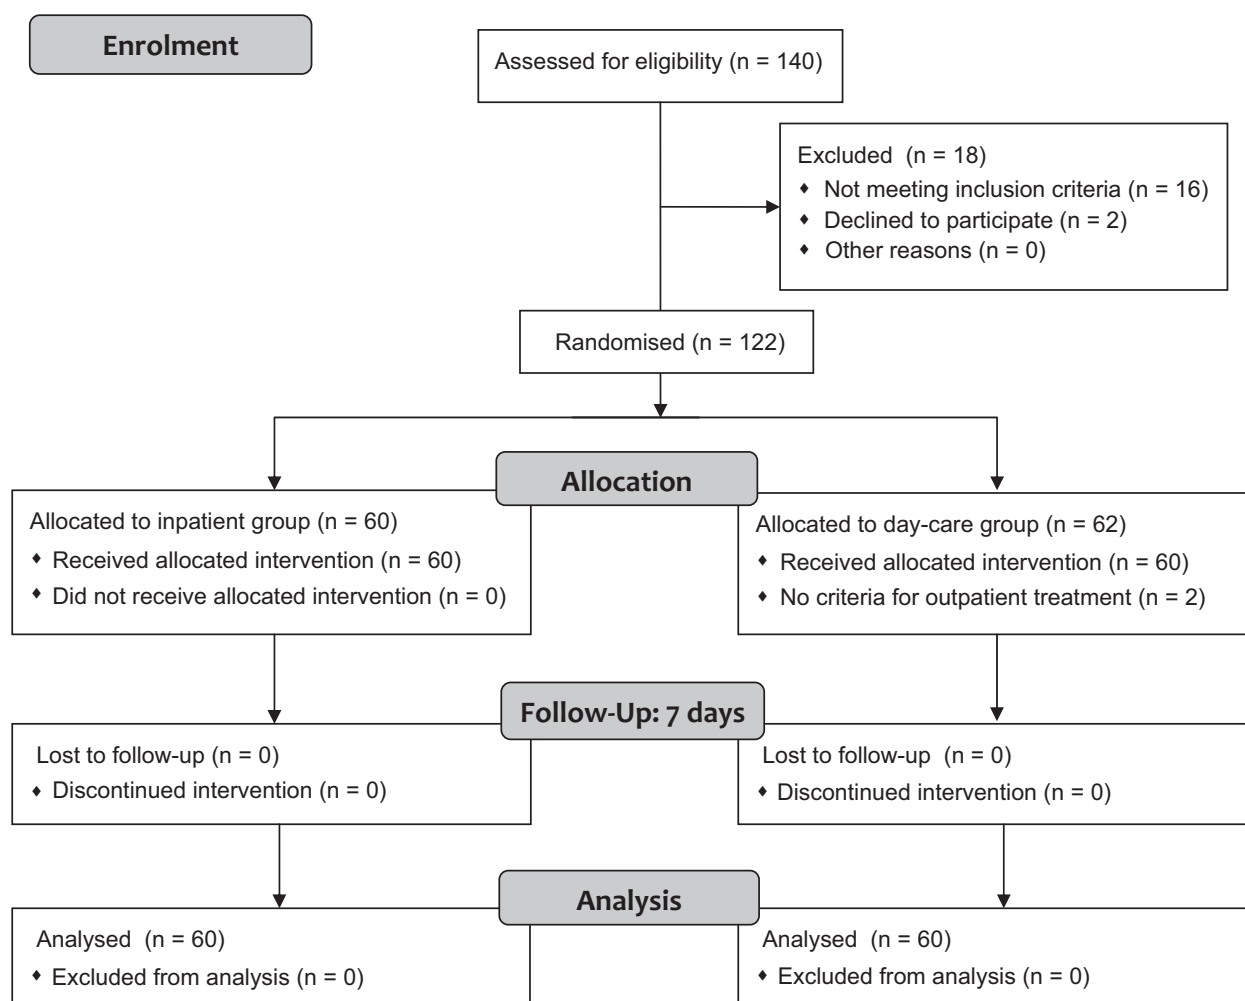 Enrolment
Assessed for eligibility (n = 140)
Excluded (n = 18)
♦ Not meeting inclusion criteria (n = 16)
♦ Declined to participate (n = 2)
♦ Other reasons (n = 0)
Randomised (n = 122)
Allocation
Allocated to inpatient group (n = 60)
♦ Received allocated intervention (n = 60)
♦ Did not receive allocated intervention (n = 0)
Allocated to day-care group (n = 62)
♦ Received allocated intervention (n = 60)
♦ No criteria for outpatient treatment (n = 2)
Follow-Up: 7 days
Lost to follow-up (n = 0)
♦ Discontinued intervention (n = 0)
Lost to follow-up (n = 0)
♦ Discontinued intervention (n = 0)
Analysis
Analysed (n = 60)
♦ Excluded from analysis (n = 0)
Analysed (n = 60)
♦ Excluded from analysis (n = 0)